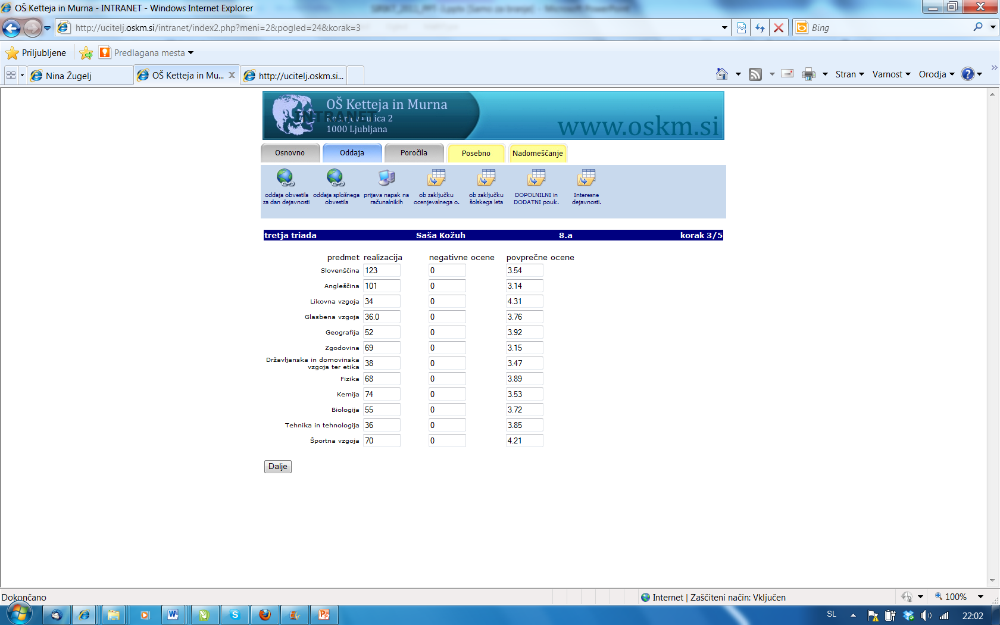 OŠ Ketteja in Murna - INTRANET - Windows Internet Explorer
http://ucitelj.oskm.si/intranet/index2.php?meni=2&pogled=24&korak=3
Bing
Priljubljene
Predlagana mesta
Nina Žugelj
OŠ Ketteja in Mu...
http://ucitelj.oskm.si...
Stran
Varnost
Orodja
OŠ Ketteja in Murna
INTRANET
ulica 2
1000 Ljubljana
www.oskm.si
Osnovno
Oddaja
Poročila
Posebno
Nadomeščanje
oddaja obvestila
za dan dejavnosti
oddaja splošnega
obvestila
prijava napak na
računalnikih
ob zaključku
ocenjevalnega o.
ob zaključku
šolskega leta
DOPOLNILNI in
DODATNI pouk.
Interesne
dejavnosti.
tretja triada Saša Kožuh 8.a korak 3/5
predmet realizacija negativne ocene povprečne ocene
Slovenščina 123 0 3.54
Angleščina 101 0 3.14
Likovna vzgoja 34 0 4.31
Glasbena vzgoja 36.0 0 3.76
Geografija 52 0 3.92
Zgodovina 69 0 3.15
Državljanska in domovinska
vzgoja ter etika 38 0 3.47
Fizika 68 0 3.89
Kemija 74 0 3.53
Biologija 55 0 3.72
Tehnika in tehnologija 36 0 3.85
Športna vzgoja 70 0 4.21
Dalje
Dokončano
Internet | Zaščiteni način: Vključen
100%
SL
22:02